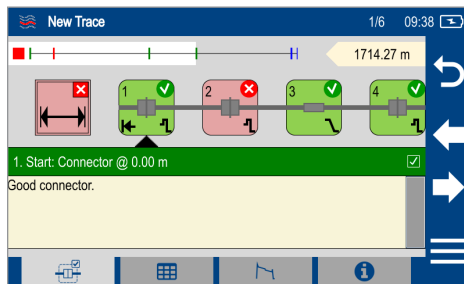 New Trace 1/6 09:38
1714.27 m
1 2 3 4
1. Start: Connector @ 0.00 m
Good connector.